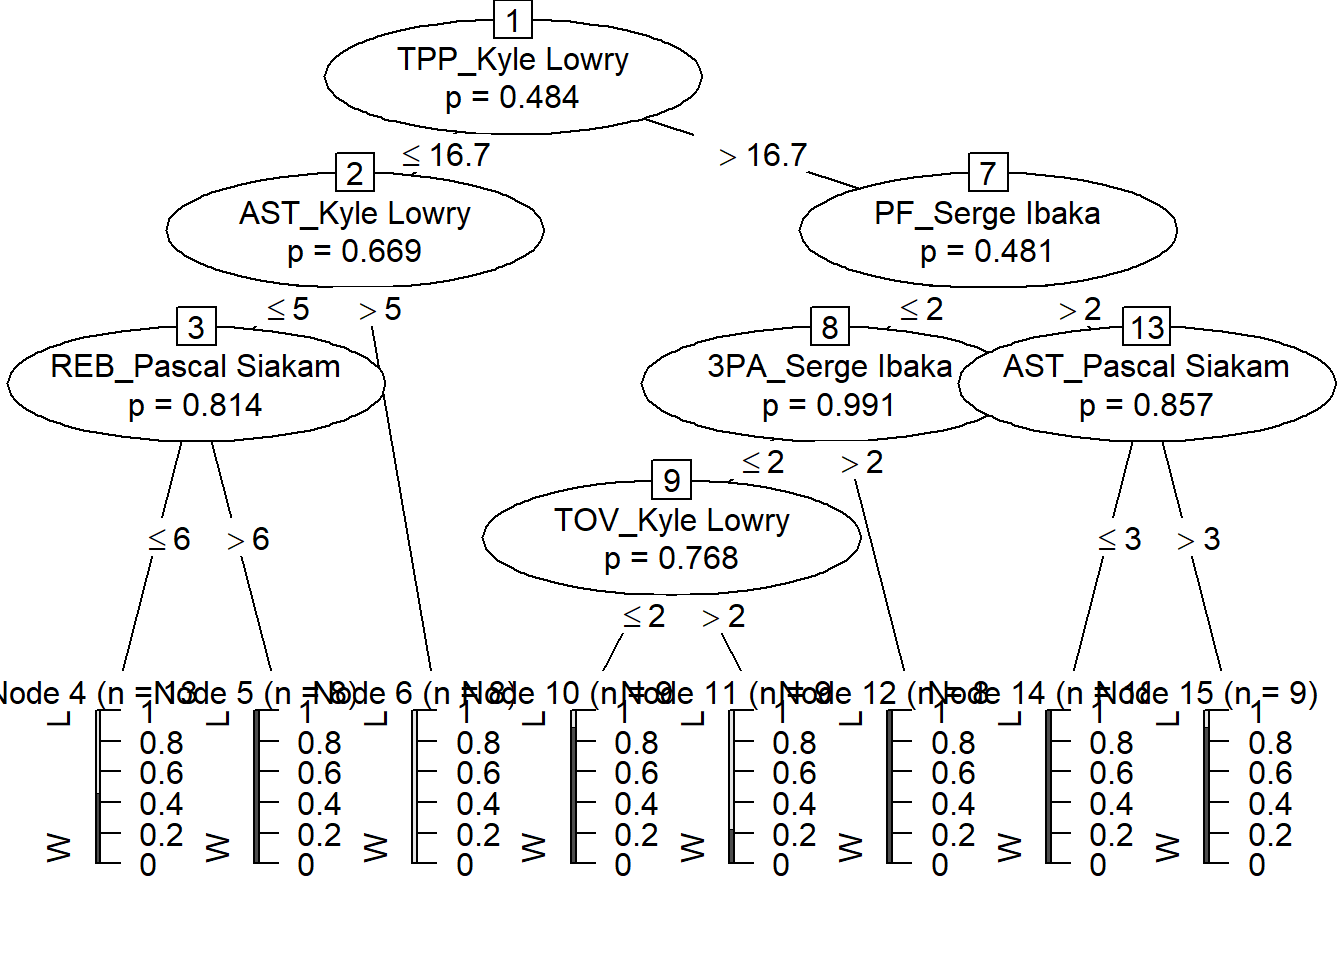 1
TPP_Kyle Lowry
p = 0.484
≤ 16.7
> 16.7
2
AST_Kyle Lowry
p = 0.669
7
PF_Serge Ibaka
p = 0.481
≤ 5
> 5
≤ 2
> 2
3
REB_Pascal Siakam
p = 0.814
8
3PA_Serge Ibaka
p = 0.991
13
AST_Pascal Siakam
p = 0.857
≤ 2
> 2
9
TOV_Kyle Lowry
p = 0.768
≤ 6
> 6
≤ 3
> 3
≤ 2
> 2
Node 4 (n = 13
Node 5 (n = 8)
Node 6 (n = 8)
Node 10 (n = 9
Node 11 (n = 9
Node 12 (n = 8
Node 14 (n =
Node 15 (n = 9)
L
W
1
0.8
0.6
0.4
0.2
0
L
W
1
0.8
0.6
0.4
0.2
0
L
W
1
0.8
0.6
0.4
0.2
0
L
W
1
0.8
0.6
0.4
0.2
0
L
W
1
0.8
0.6
0.4
0.2
0
L
W
1
0.8
0.6
0.4
0.2
0
L
W
1
0.8
0.6
0.4
0.2
0
L
W
1
0.8
0.6
0.4
0.2
0